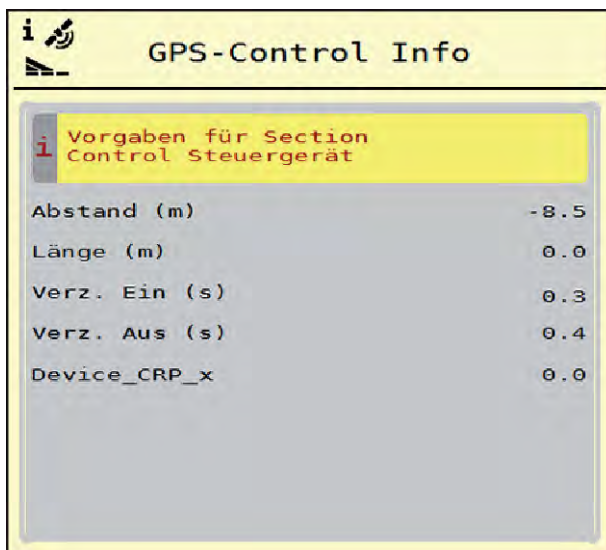 i
GPS-Control Info
i
Vorgaben für Section
Control Steuergerät
Abstand (m) -8.5
Länge (m) 0.0
Verz. Ein (s) 0.3
Verz. Aus (s) 0.4
Device_CRP_x 0.0